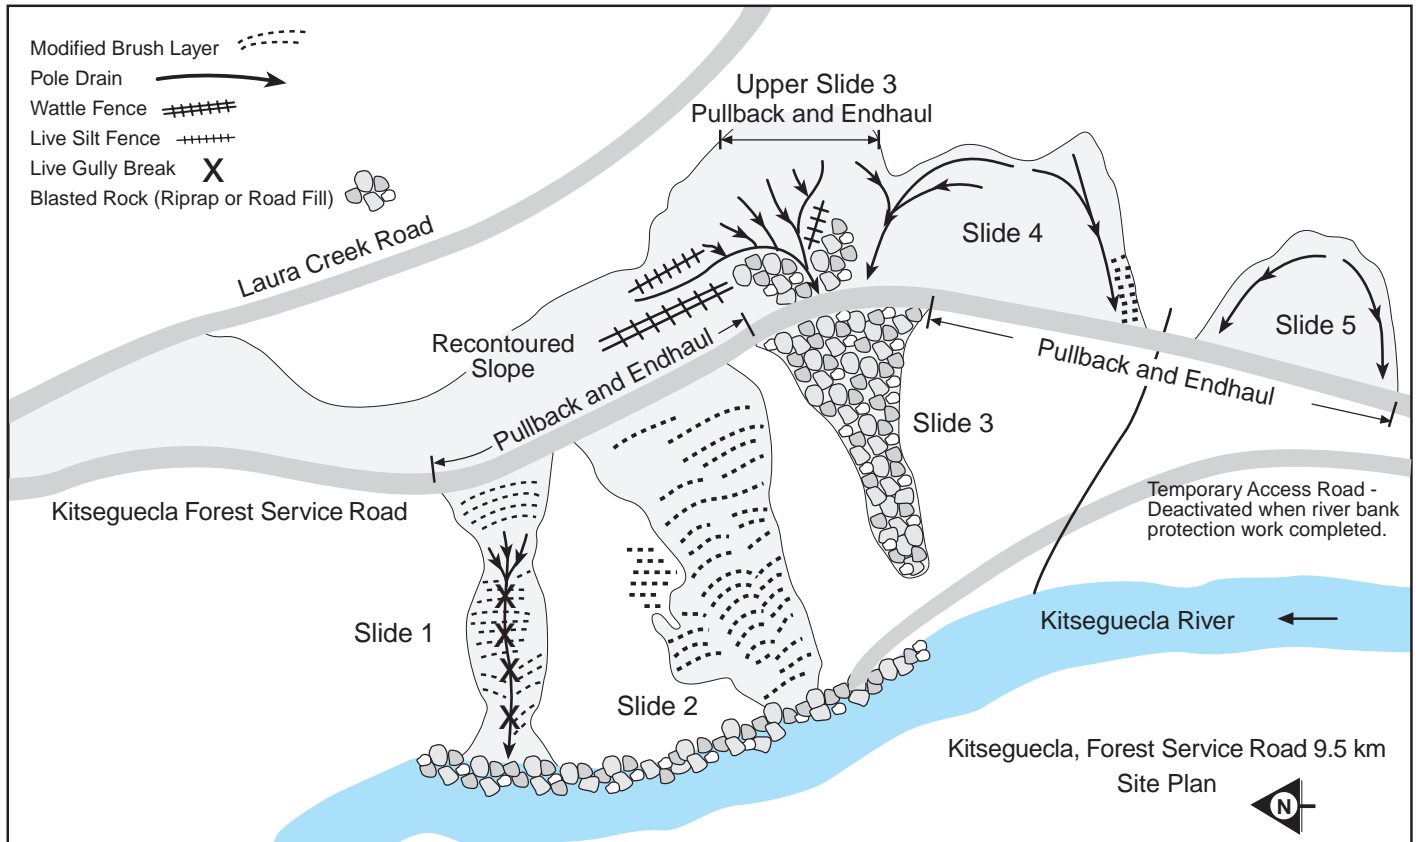 Modified Brush Layer
Pole Drain
Wattle Fence
Live Silt Fence
Live Gully Break
X
Blasted Rock (Riprap or Road Fill)
Upper Slide 3
Pullback and Endhaul
Laura Creek Road
Slide 4
Slide 5
Recontoured
Slope
Pullback and Endhaul
Pullback and Endhaul
Slide 3
Kitseguecla Forest Service Road
Temporary Access Road -
Deactivated when river bank
protection work completed.
X
X
X
X
Slide 1
Kitseguecla River
Slide 2
Kitseguecla, Forest Service Road 9.5 km
Site Plan
N